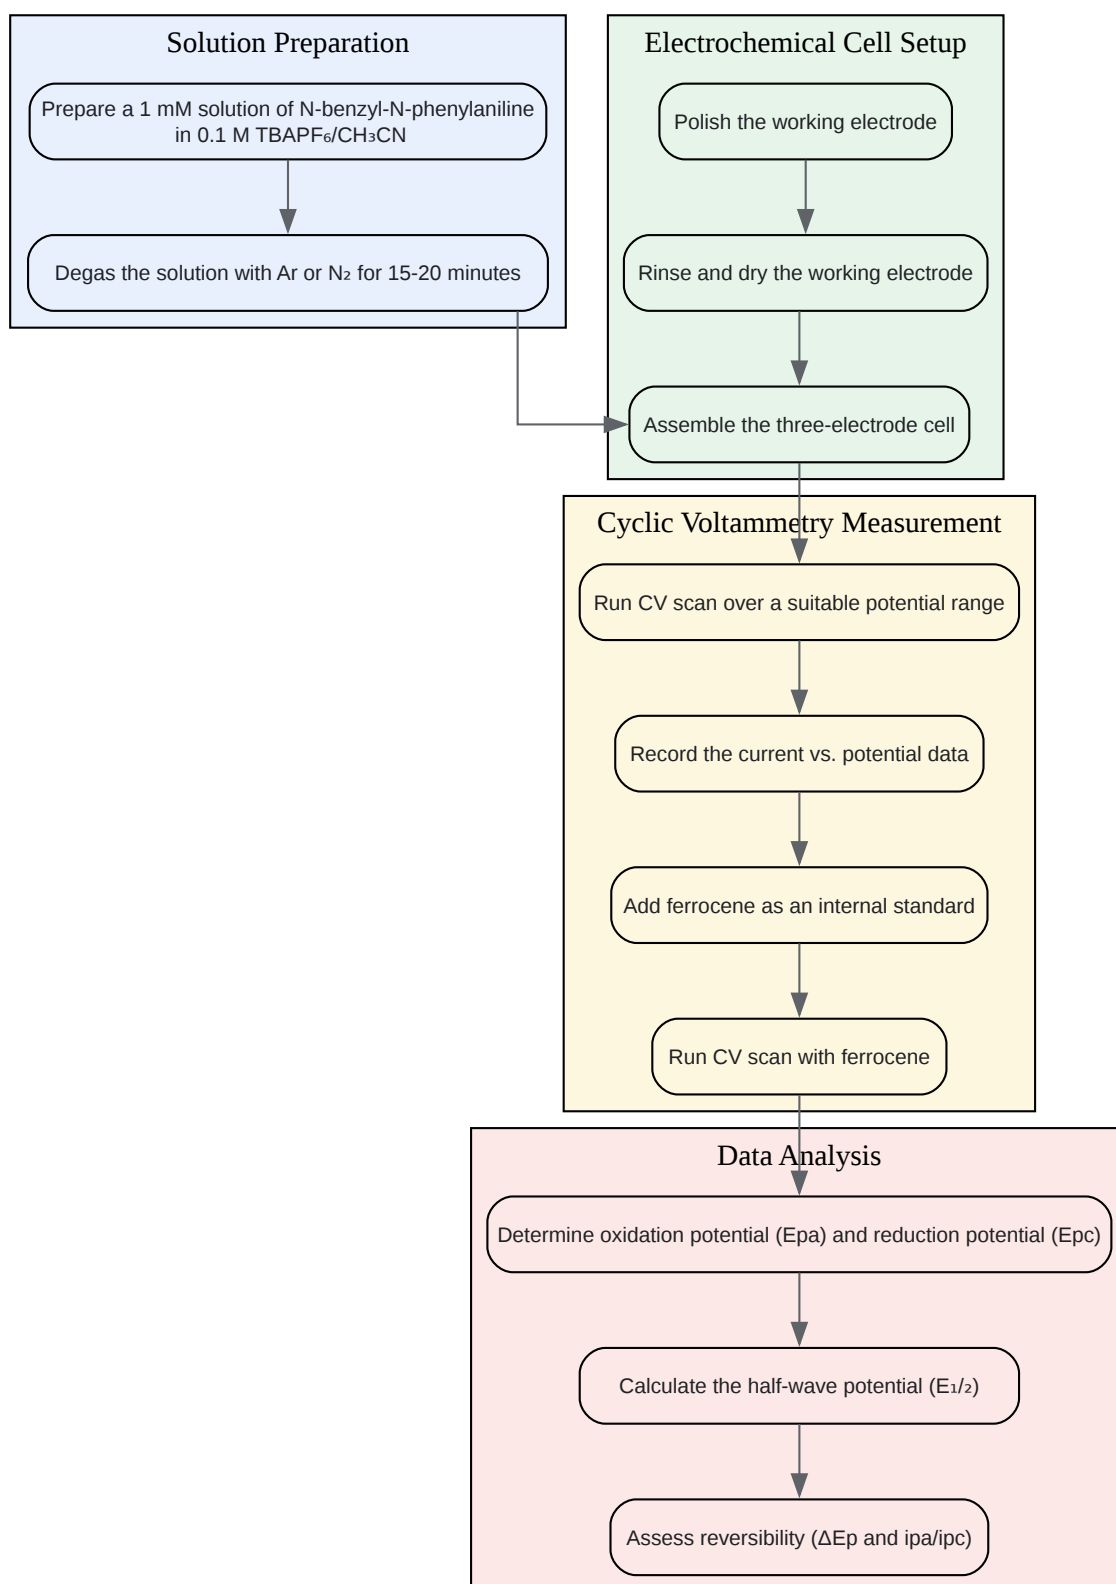 Solution Preparation
Prepare a 1 mM solution of N-benzyl-N-phenylaniline
in 0.1 M TBAPF₆/CH₃CN
Degas the solution with Ar or N₂ for 15-20 minutes
Electrochemical Cell Setup
Polish the working electrode
Rinse and dry the working electrode
Assemble the three-electrode cell
Cyclic Voltammetry Measurement
Run CV scan over a suitable potential range
Record the current vs. potential data
Add ferrocene as an internal standard
Run CV scan with ferrocene
Data Analysis
Determine oxidation potential (Epa) and reduction potential (Epc)
Calculate the half-wave potential (E₁/₂)
Assess reversibility (ΔEp and ipa/ipc)